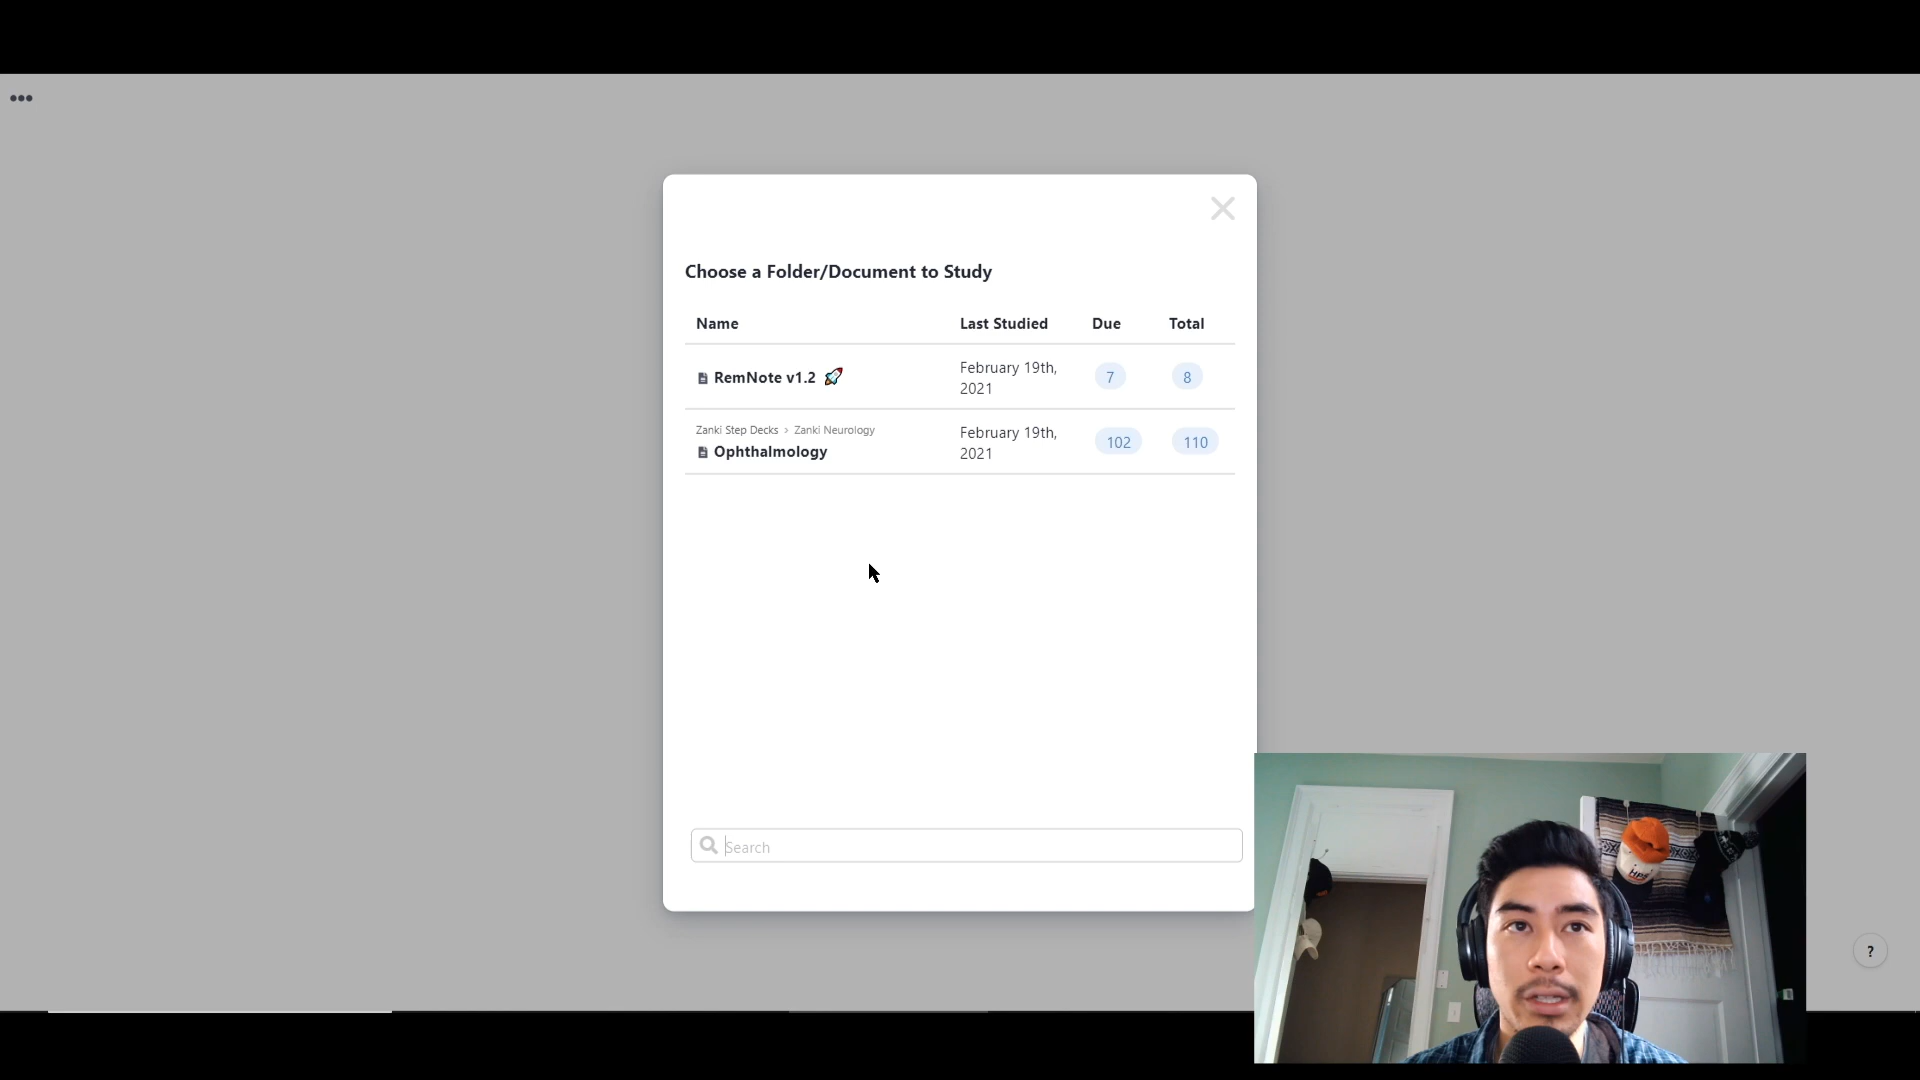 Choose a Folder/Document to Study
Name Last Studied Due Total
RemNote v1.2 🚀 February 19th, 2021 7 8
Zanki Step Decks › Zanki Neurology
Ophthalmology February 19th, 2021 102 110
Search
?